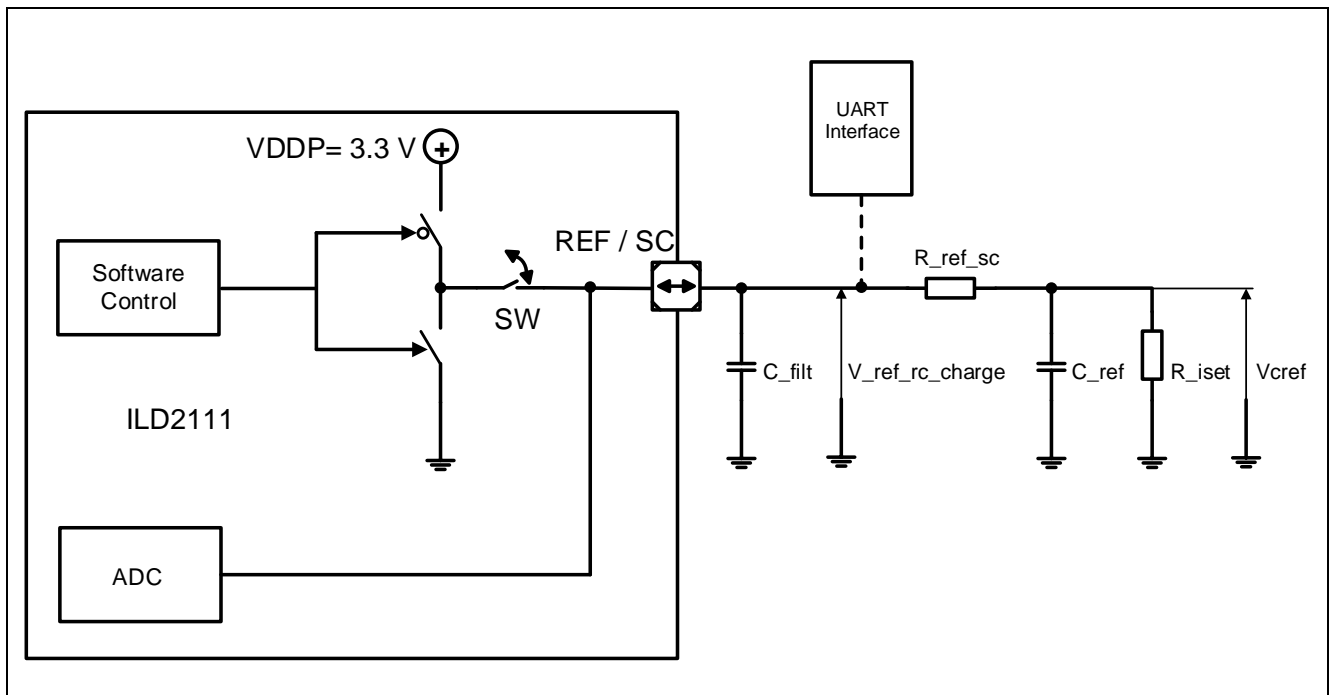 UART
Interface
VDDP= 3.3 V
+
REF / SC
R_ref_sc
Software
Control
SW
C_filt
V_ref_rc_charge
C_ref
R_iset
Vcref
ILD2111
ADC